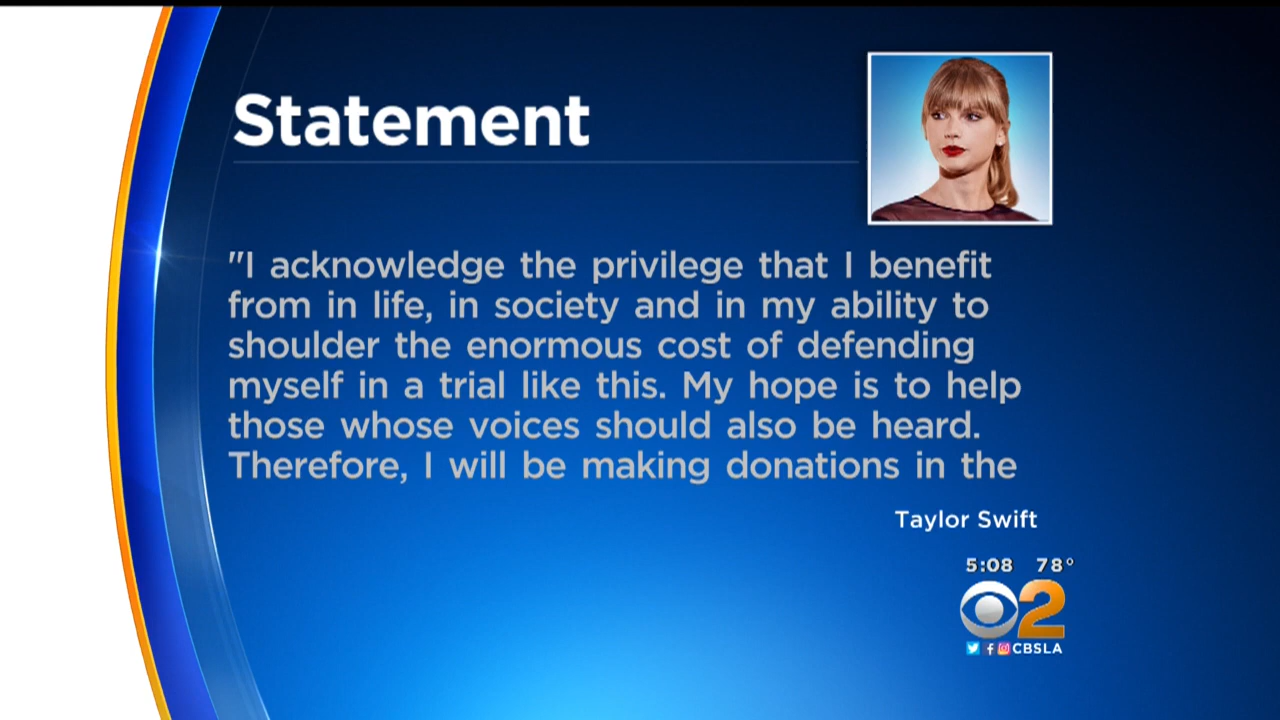 Statement
"I acknowledge the privilege that I benefit
from in life, in society and in my ability to
shoulder the enormous cost of defending
myself in a trial like this. My hope is to help
those whose voices should also be heard.
Therefore, I will be making donations in the
Taylor Swift
5:08 78°
2
CBSLA